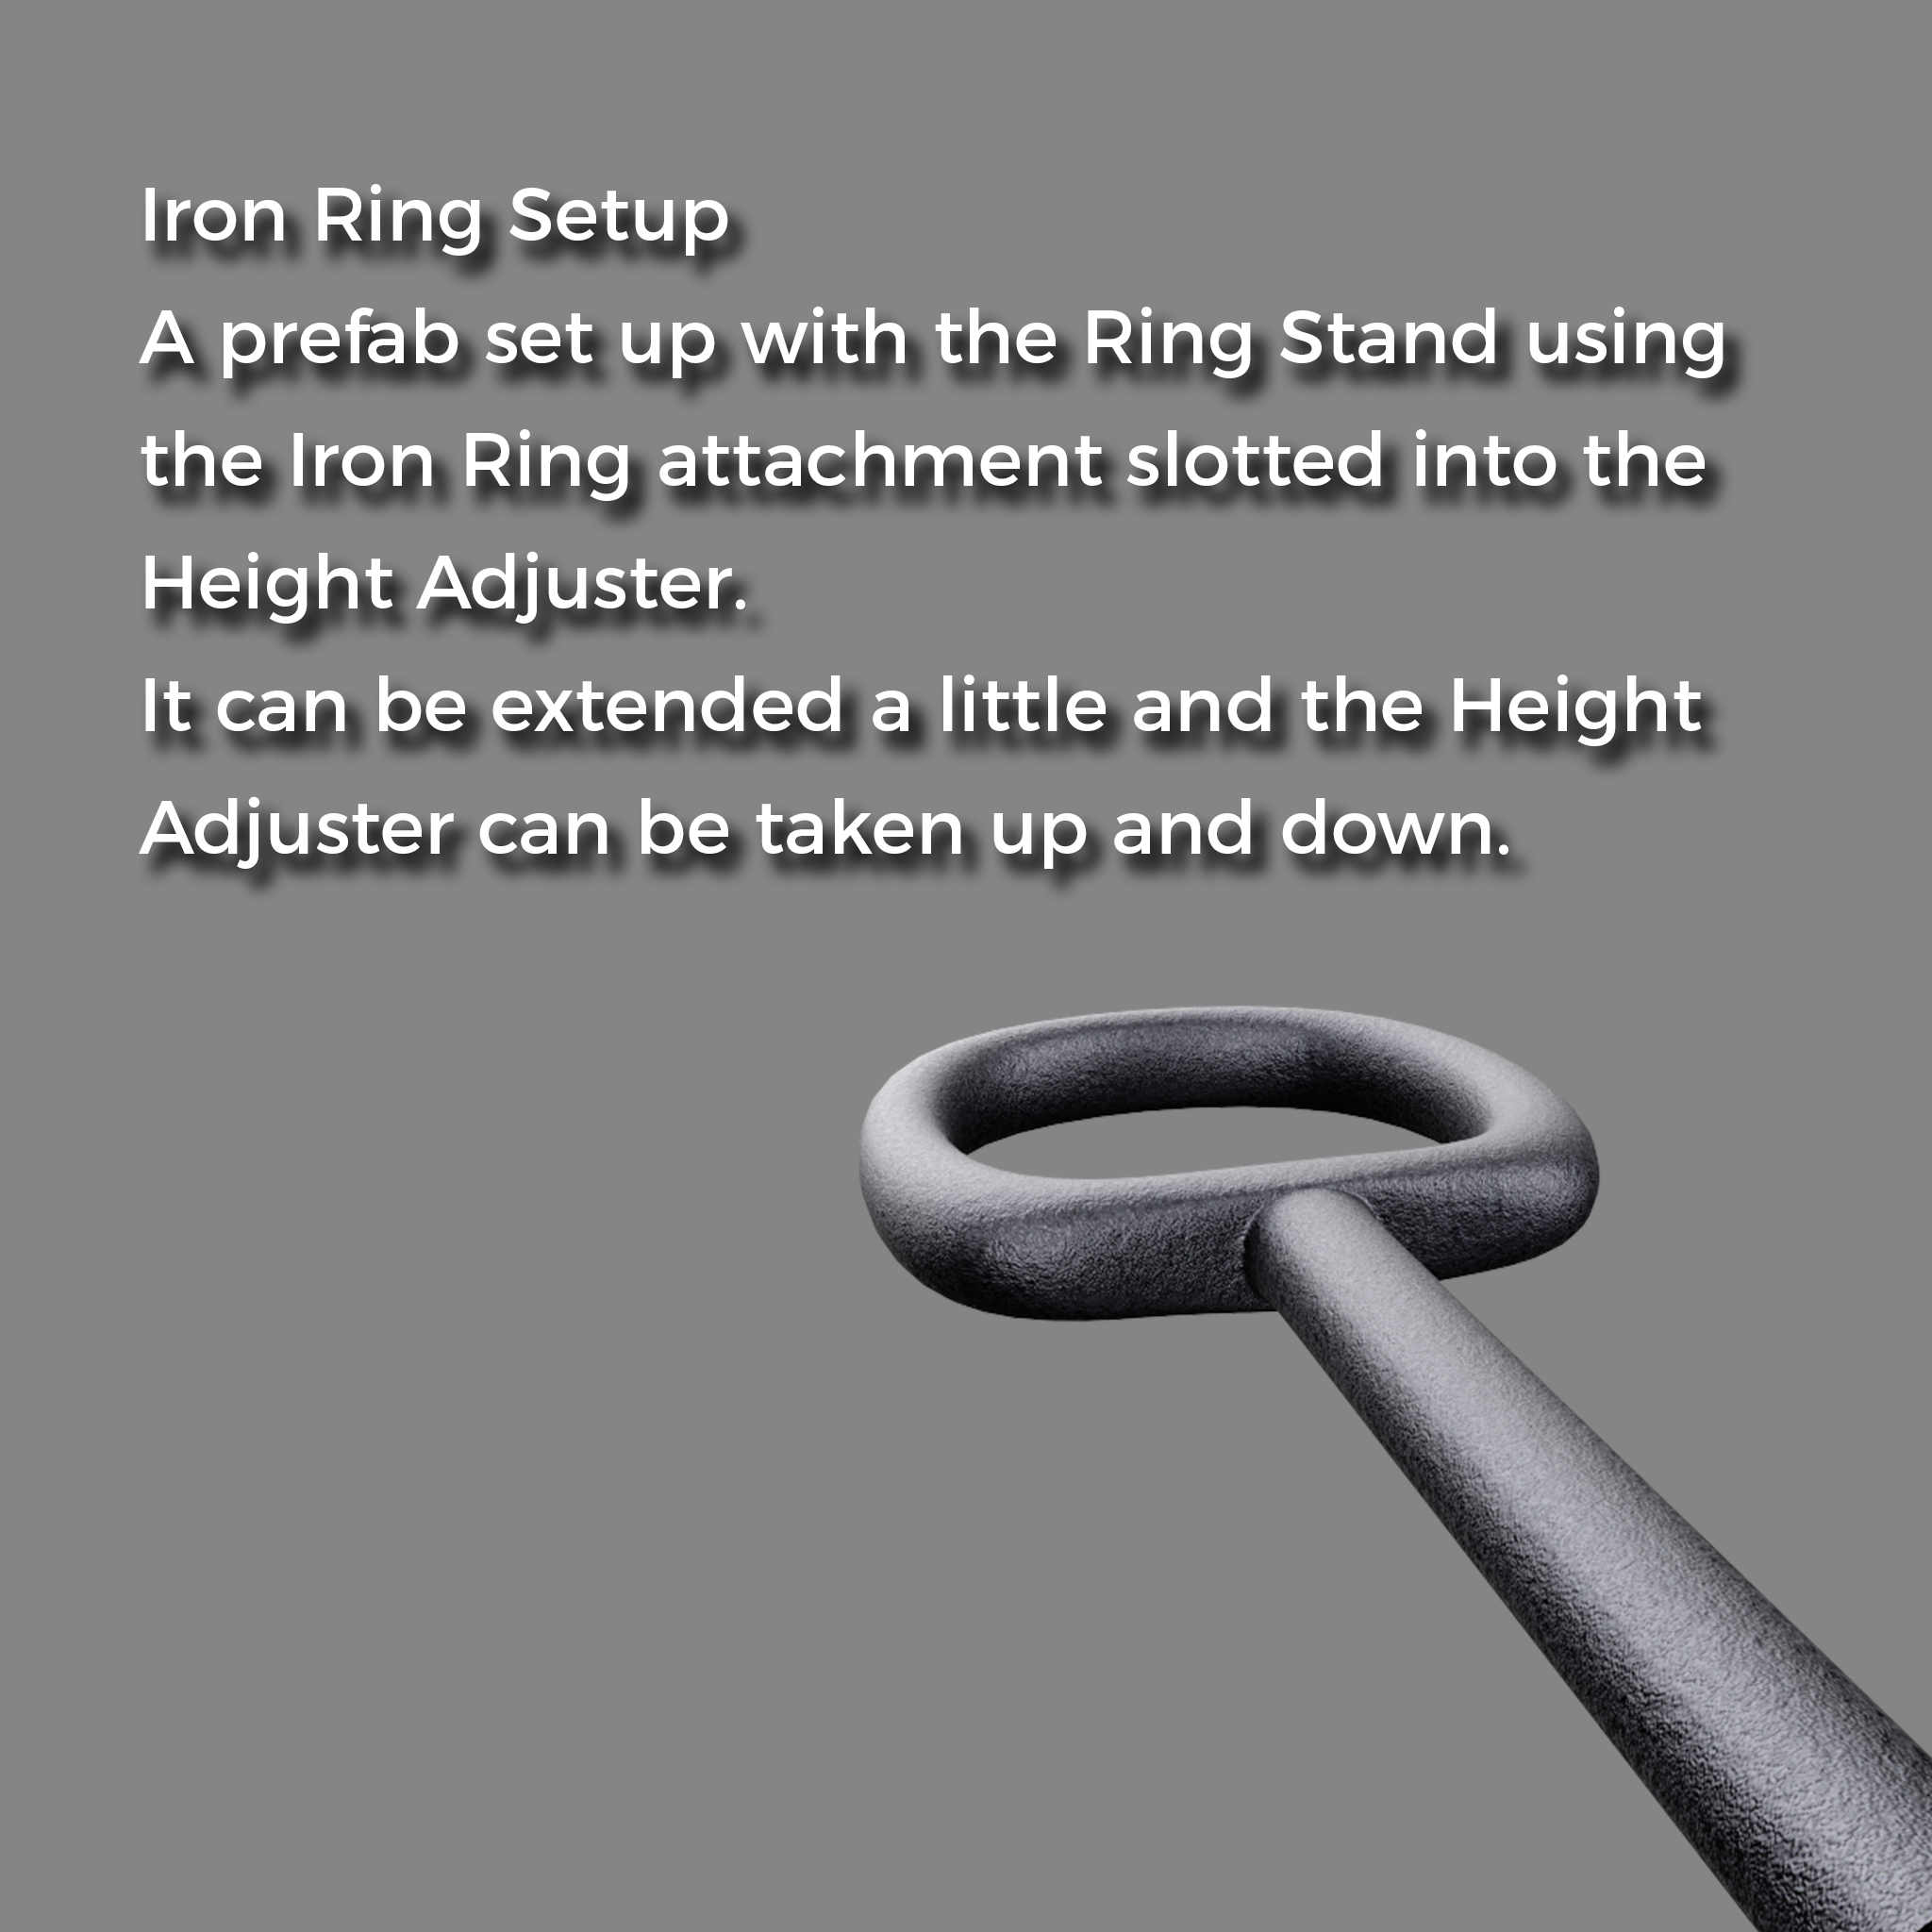 Iron Ring Setup
A prefab set up with the Ring Stand using
the Iron Ring attachment slotted into the
Height Adjuster.
It can be extended a little and the Height
Adjuster can be taken up and down.